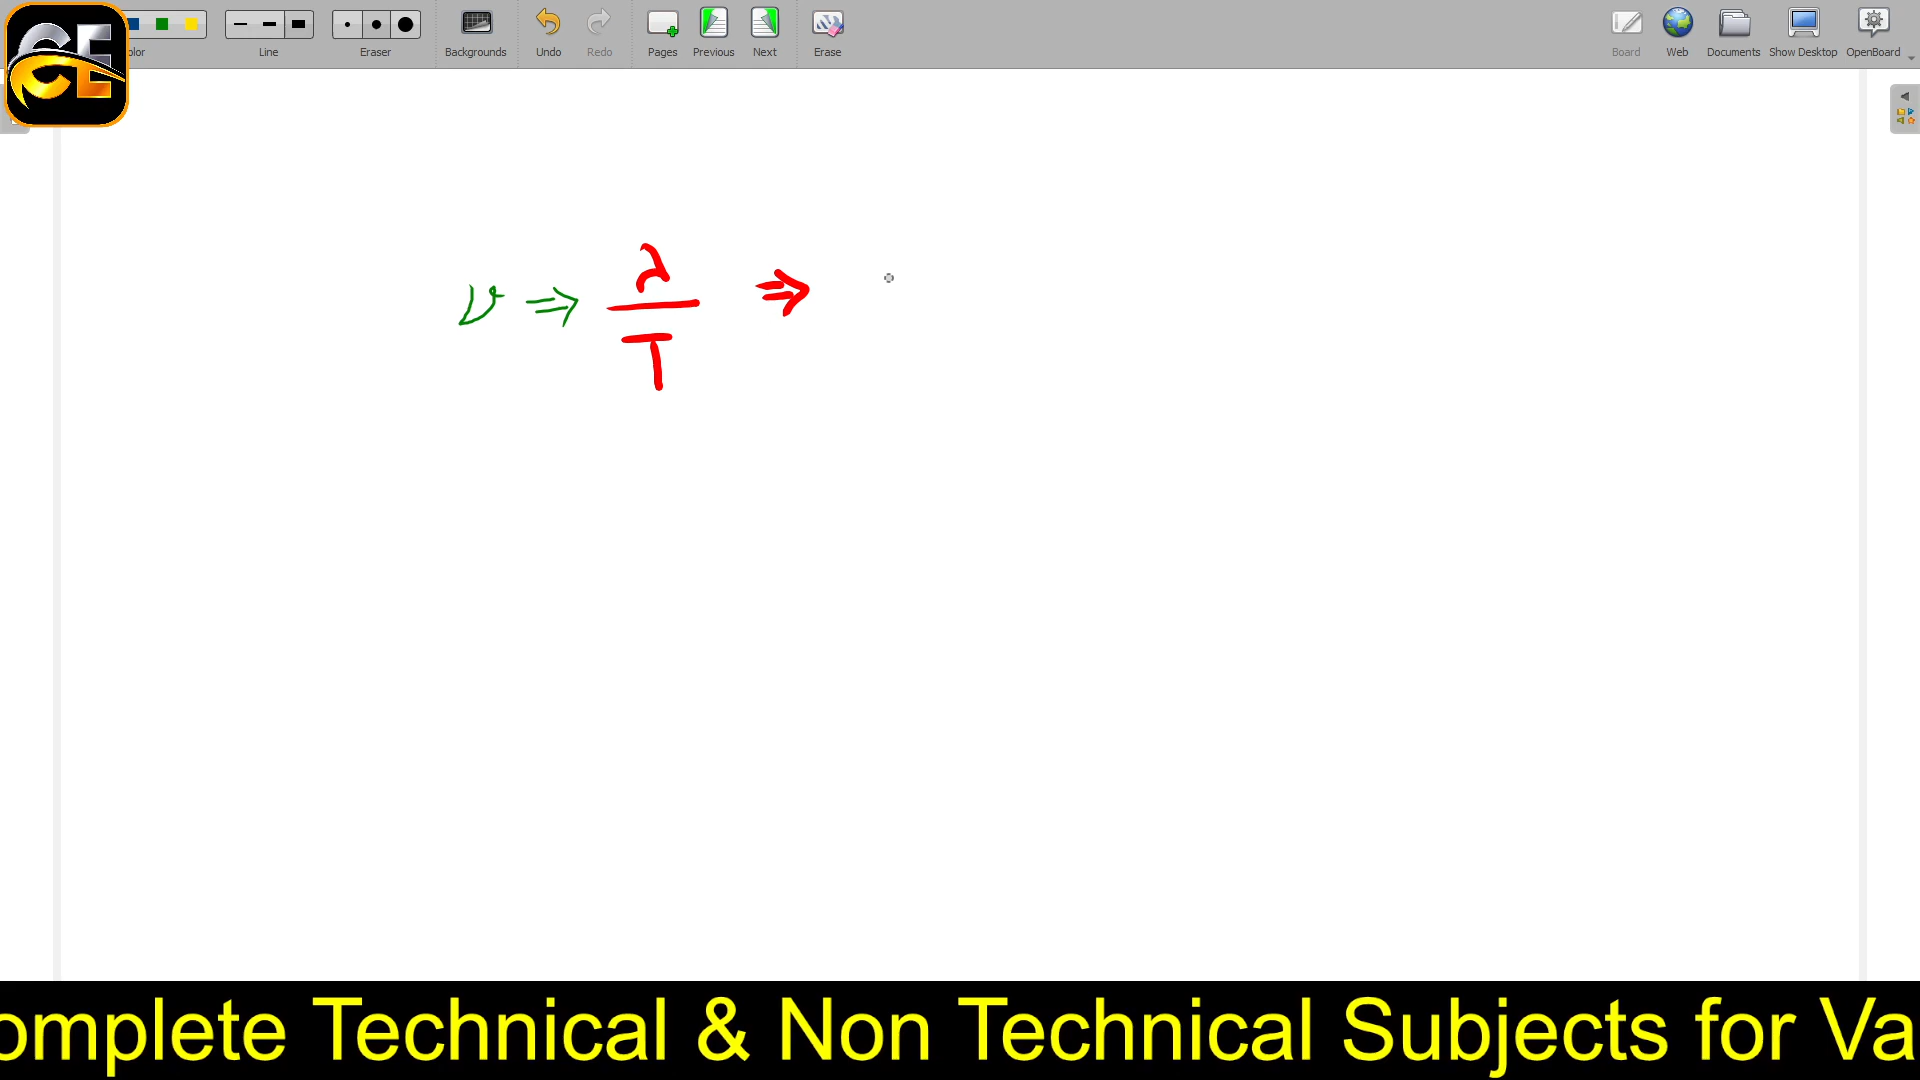 CE
olor
Line
Eraser
Backgrounds
Undo
Redo
Pages
Previous
Next
Erase
Board
Web
Documents
Show Desktop
OpenBoard
ν ⇒ λ/T ⇒
omplete Technical & Non Technical Subjects for Va